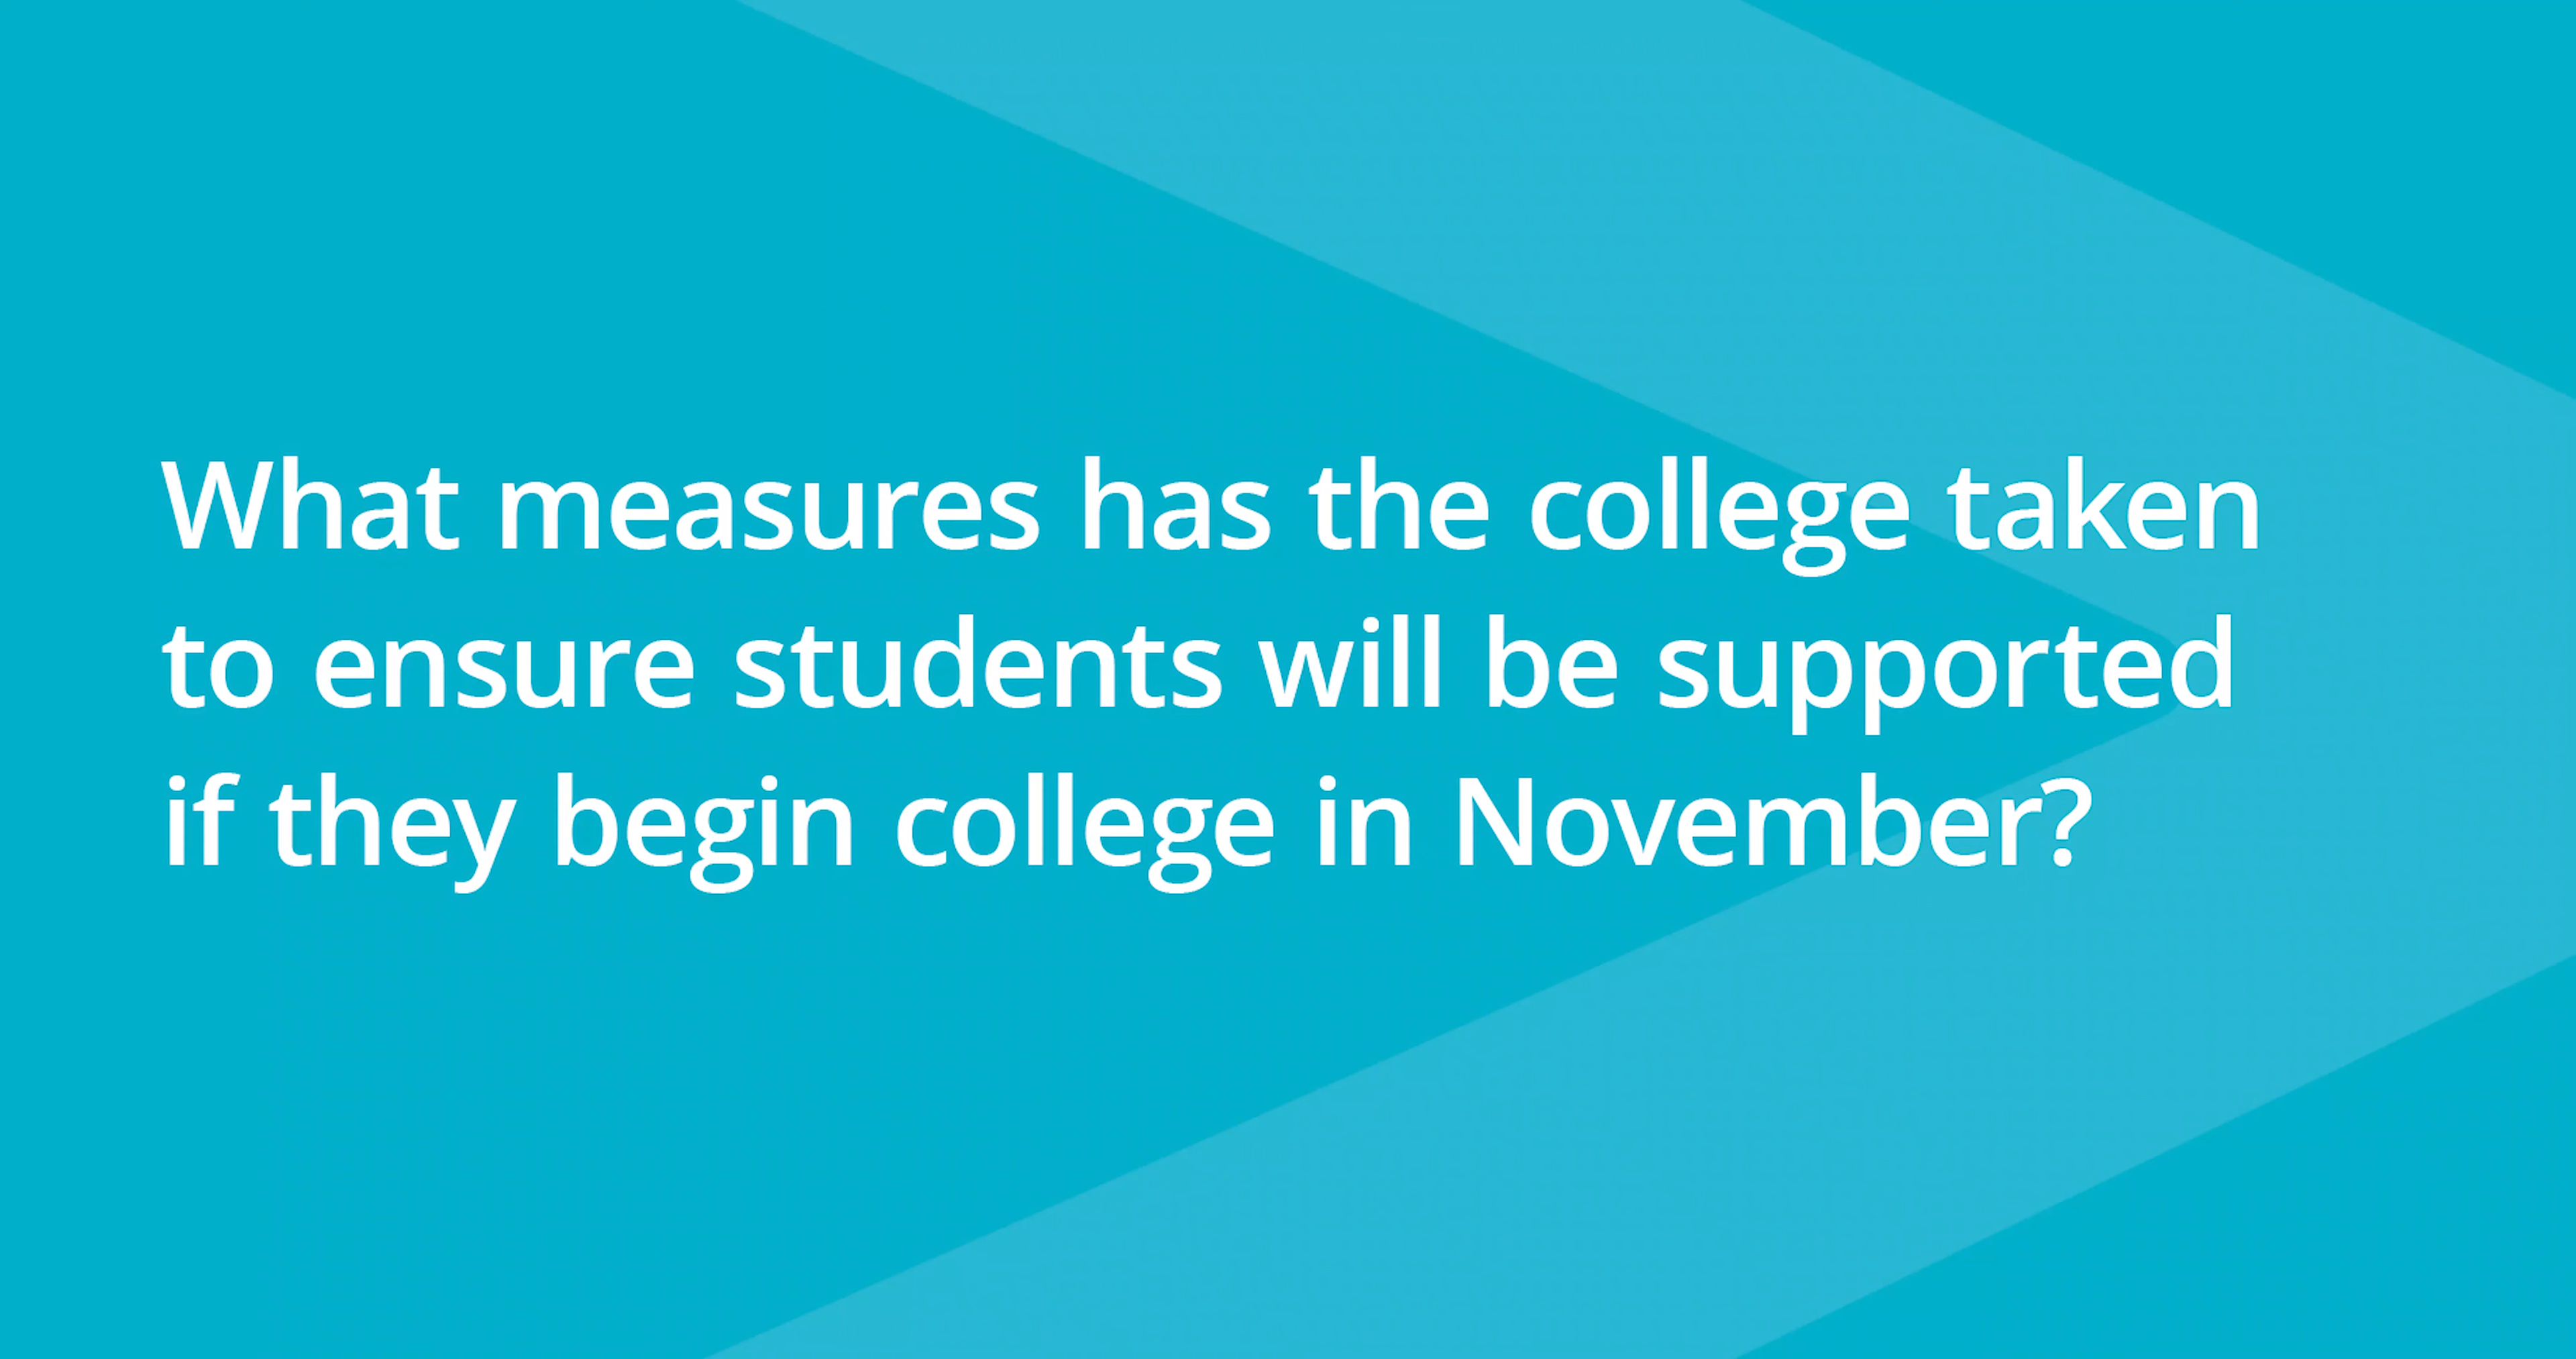 What measures has the college taken
to ensure students will be supported
if they begin college in November?